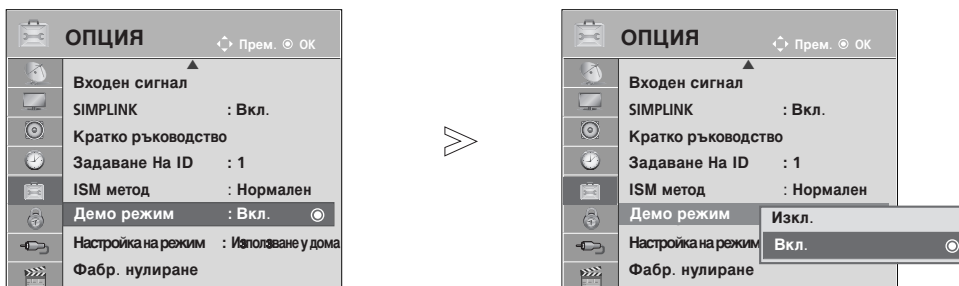 ОПЦИЯ Прем. ОК
Входен сигнал
SIMPLINK : Вкл.
Кратко ръководство
Задаване На ID : 1
ISM метод : Нормален
Демо режим : Вкл.
Настройка на режим : Използване у дома
Фабр. нулиране
ОПЦИЯ Прем. ОК
Входен сигнал
SIMPLINK : Вкл.
Кратко ръководство
Задаване На ID : 1
ISM метод : Нормален
Демо режим
Изкл.
Настройка на режим
Вкл.
Фабр. нулиране